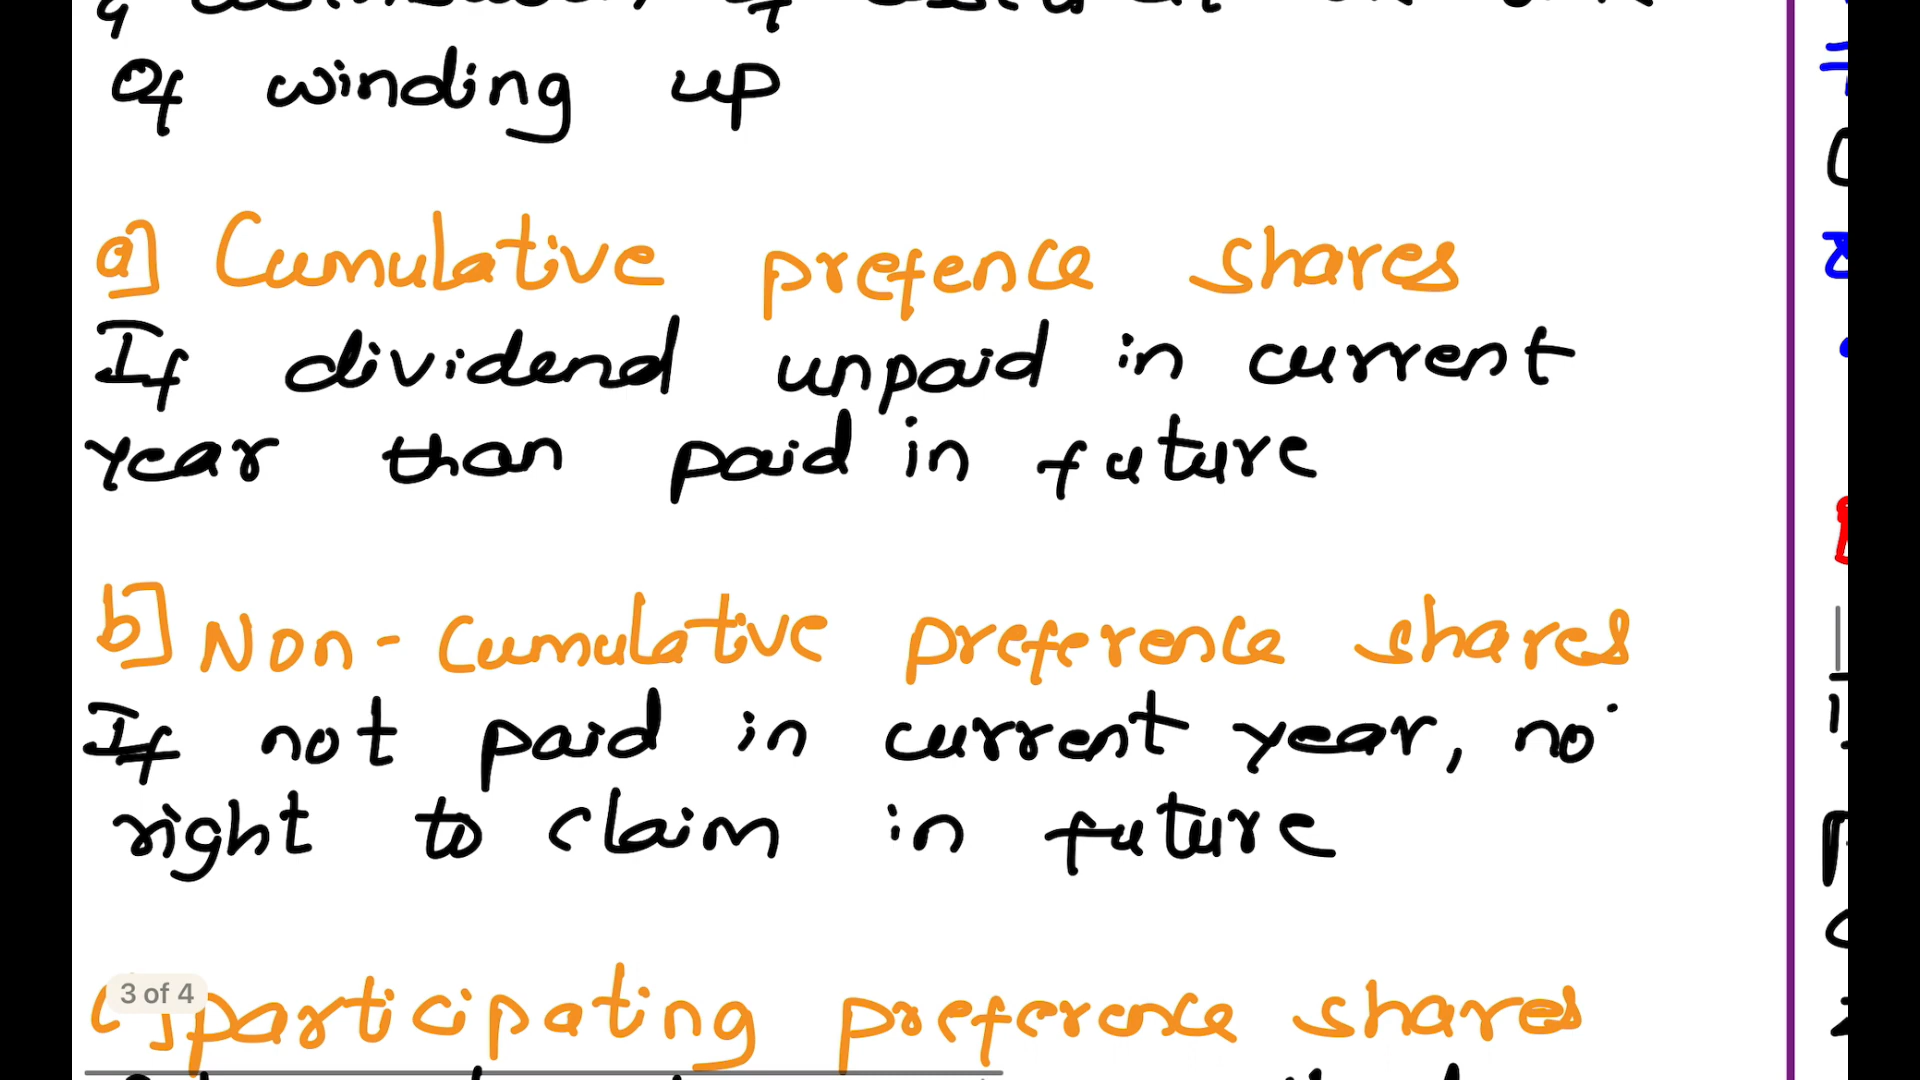 of winding up
a] Cumulative prefence shares
If dividend unpaid in current
year than paid in future
b] Non-Cumulative preference shares
If not paid in current year, no
right to claim in future
c] participating preference shares
3 of 4